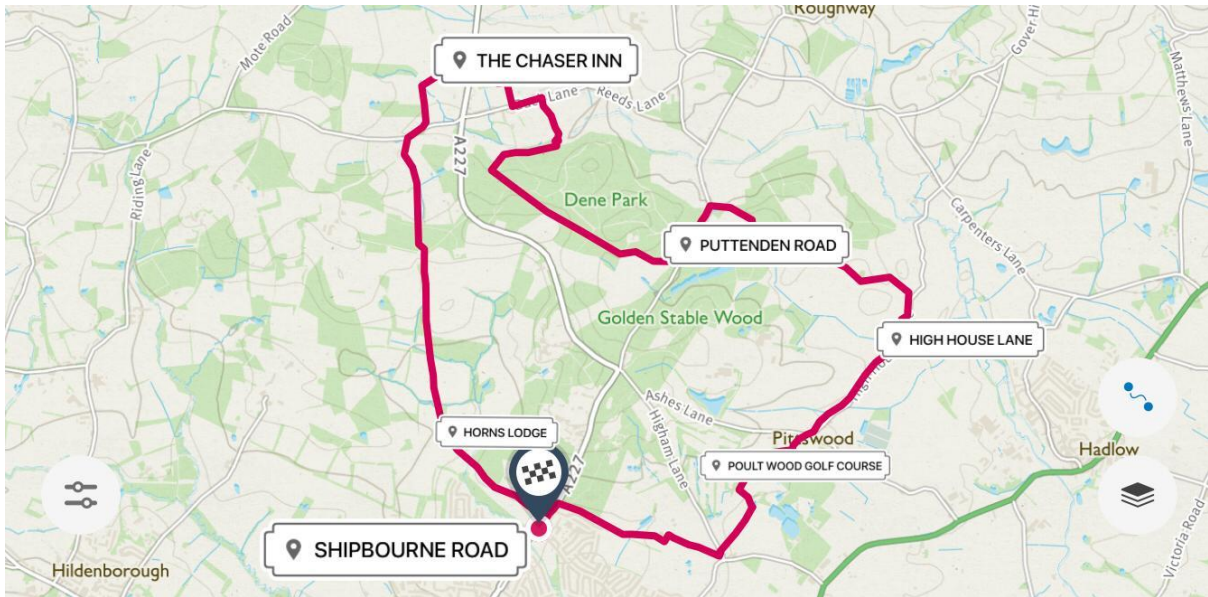 Roughway
Mote Road
THE CHASER INN
Gover Hi
Matthews Lane
Lane
Reeds Lane
A227
Riding Lane
Dene Park
Carpenters Lane
PUTTENDEN ROAD
Golden Stable Wood
HIGH HOUSE LANE
Ashes Lane
Higham Lane
HORNS LODGE
Hadlow
POULT WOOD GOLF COURSE
A227
SHIPBOURNE ROAD
Victoria Road
Hildenborough